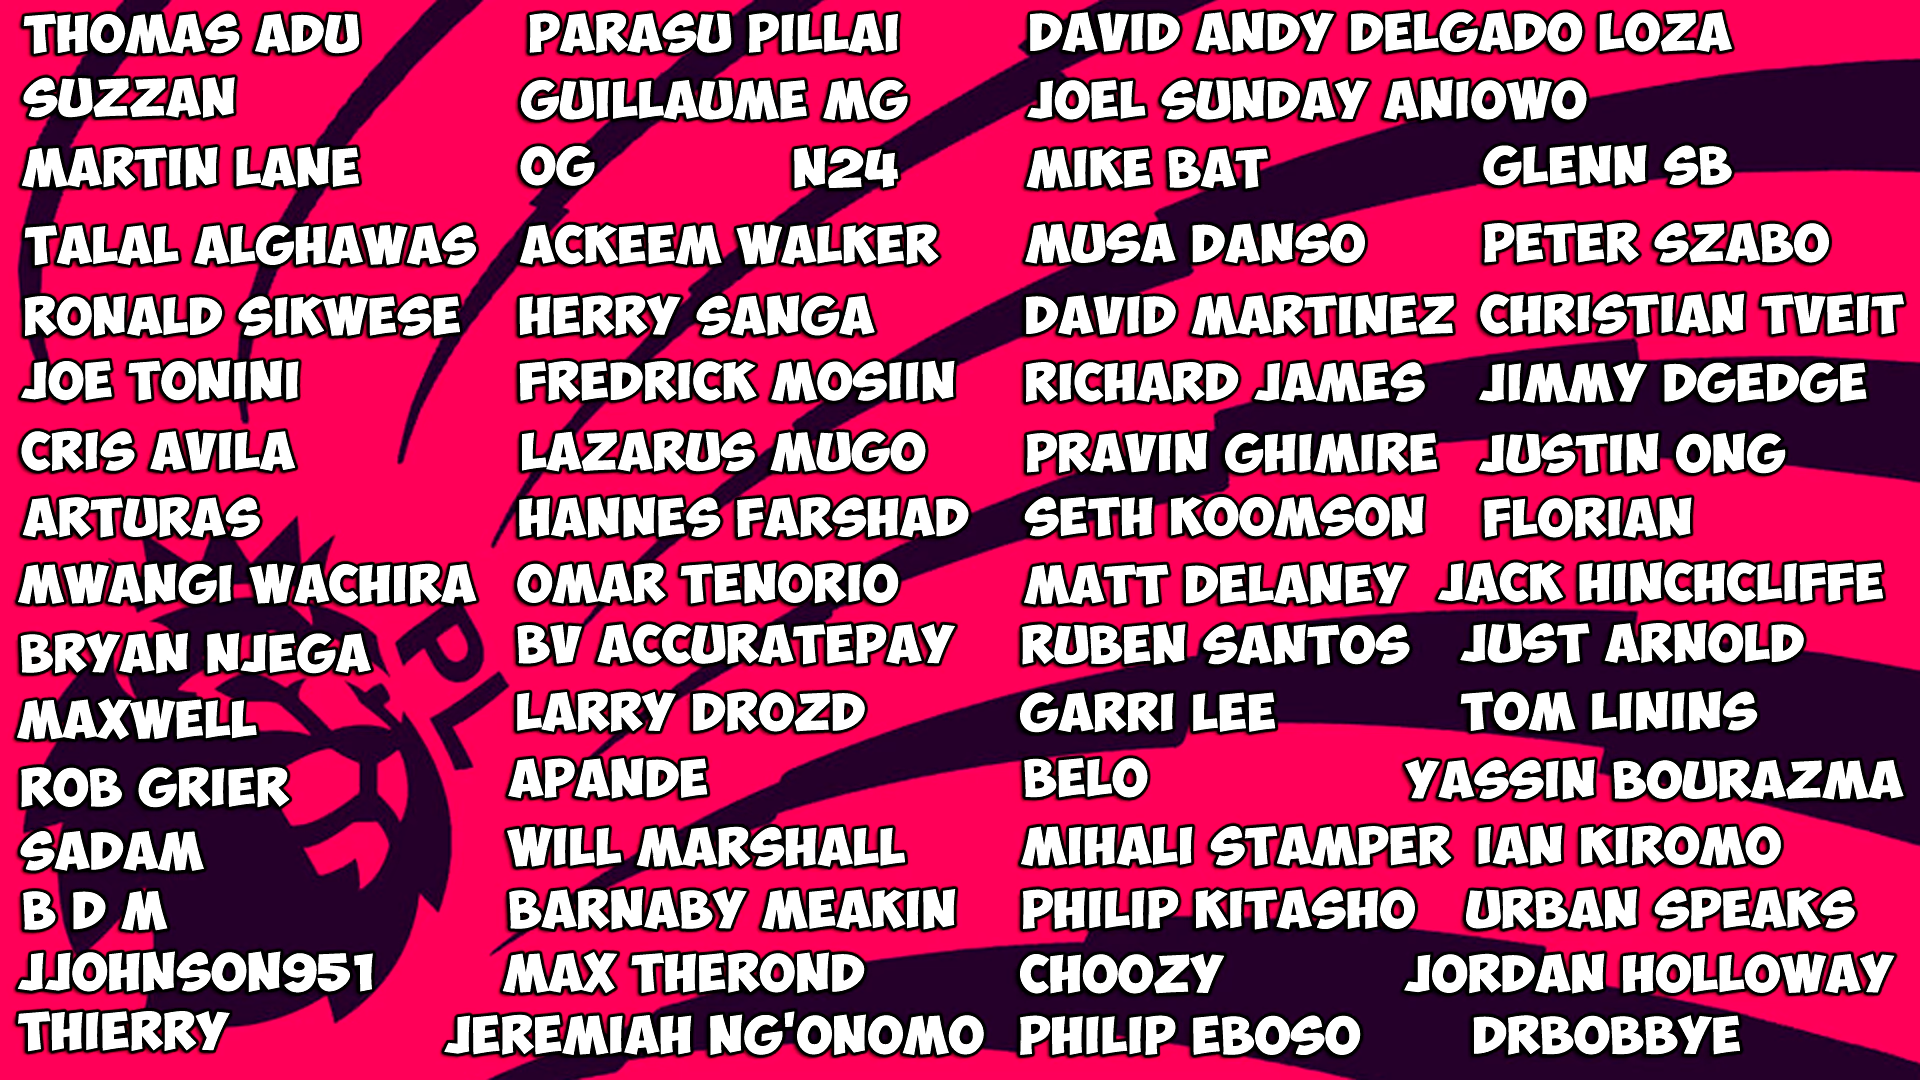 THOMAS ADU
SUZZAN
MARTIN LANE
TALAL ALGHAWAS
RONALD SIKWESE
JOE TONINI
CRIS AVILA
ARTURAS
MWANGI WACHIRA
BRYAN NJEGA
MAXWELL
ROB GRIER
SADAM
B D M
JJOHNSON951
THIERRY
PL
PARASU PILLAI
GUILLAUME MG
OG N24
ACKEEM WALKER
HERRY SANGA
FREDRICK MOSIIN
LAZARUS MUGO
HANNES FARSHAD
OMAR TENORIO
BV ACCURATEPAY
LARRY DROZD
APANDE
WILL MARSHALL
BARNABY MEAKIN
MAX THEROND
JEREMIAH NG'ONOMO
DAVID ANDY DELGADO LOZA
JOEL SUNDAY ANIOWO
MIKE BAT
MUSA DANSO
DAVID MARTINEZ
RICHARD JAMES
PRAVIN GHIMIRE
SETH KOOMSON
MATT DELANEY
RUBEN SANTOS
GARRI LEE
BELO
MIHALI STAMPER
PHILIP KITASHO
CHOOZY
PHILIP EBOSO
GLENN SB
PETER SZABO
CHRISTIAN TVEIT
JIMMY DGEDGE
JUSTIN ONG
FLORIAN
JACK HINCHCLIFFE
JUST ARNOLD
TOM LININS
YASSIN BOURAZMA
IAN KIROMO
URBAN SPEAKS
JORDAN HOLLOWAY
DRBOBBYE